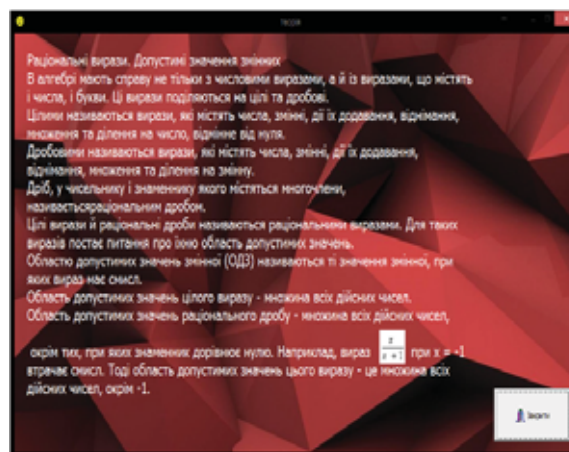 теорія
Раціональні вирази. Допустимі значення змінних
В алгебрі мають справу не тільки з числовими виразами, а й із виразами, що містять
і числа, і букви. Ці вирази поділяються на цілі та дробові.
Цілими називаються вирази, які містять числа, змінні, дії їх додавання, віднімання,
множення та ділення на число, відмінне від нуля.
Дробовими називаються вирази, які містять числа, змінні, дії їх додавання,
віднімання, множення та ділення на змінну.
Дріб, у чисельнику і знаменнику якого містяться многочлени,
називаєтьсяраціональним дробом.
Цілі вирази й раціональні дроби називаються раціональними виразами. Для таких
виразів постає питання про їхню область допустимих значень.
Областю допустимих значень змінної (ОДЗ) називаються ті значення змінної, при
яких вираз має смисл.
Область допустимих значень цілого виразу - множина всіх дійсних чисел.
Область допустимих значень раціонального дробу - множина всіх дійсних чисел,
окрім тих, при яких знаменник дорівнює нулю. Наприклад, вираз x/(x+1) при x = -1
втрачає смисл. Тоді область допустимих значень цього виразу - це множина всіх
дійсних чисел, окрім -1.
Закрити